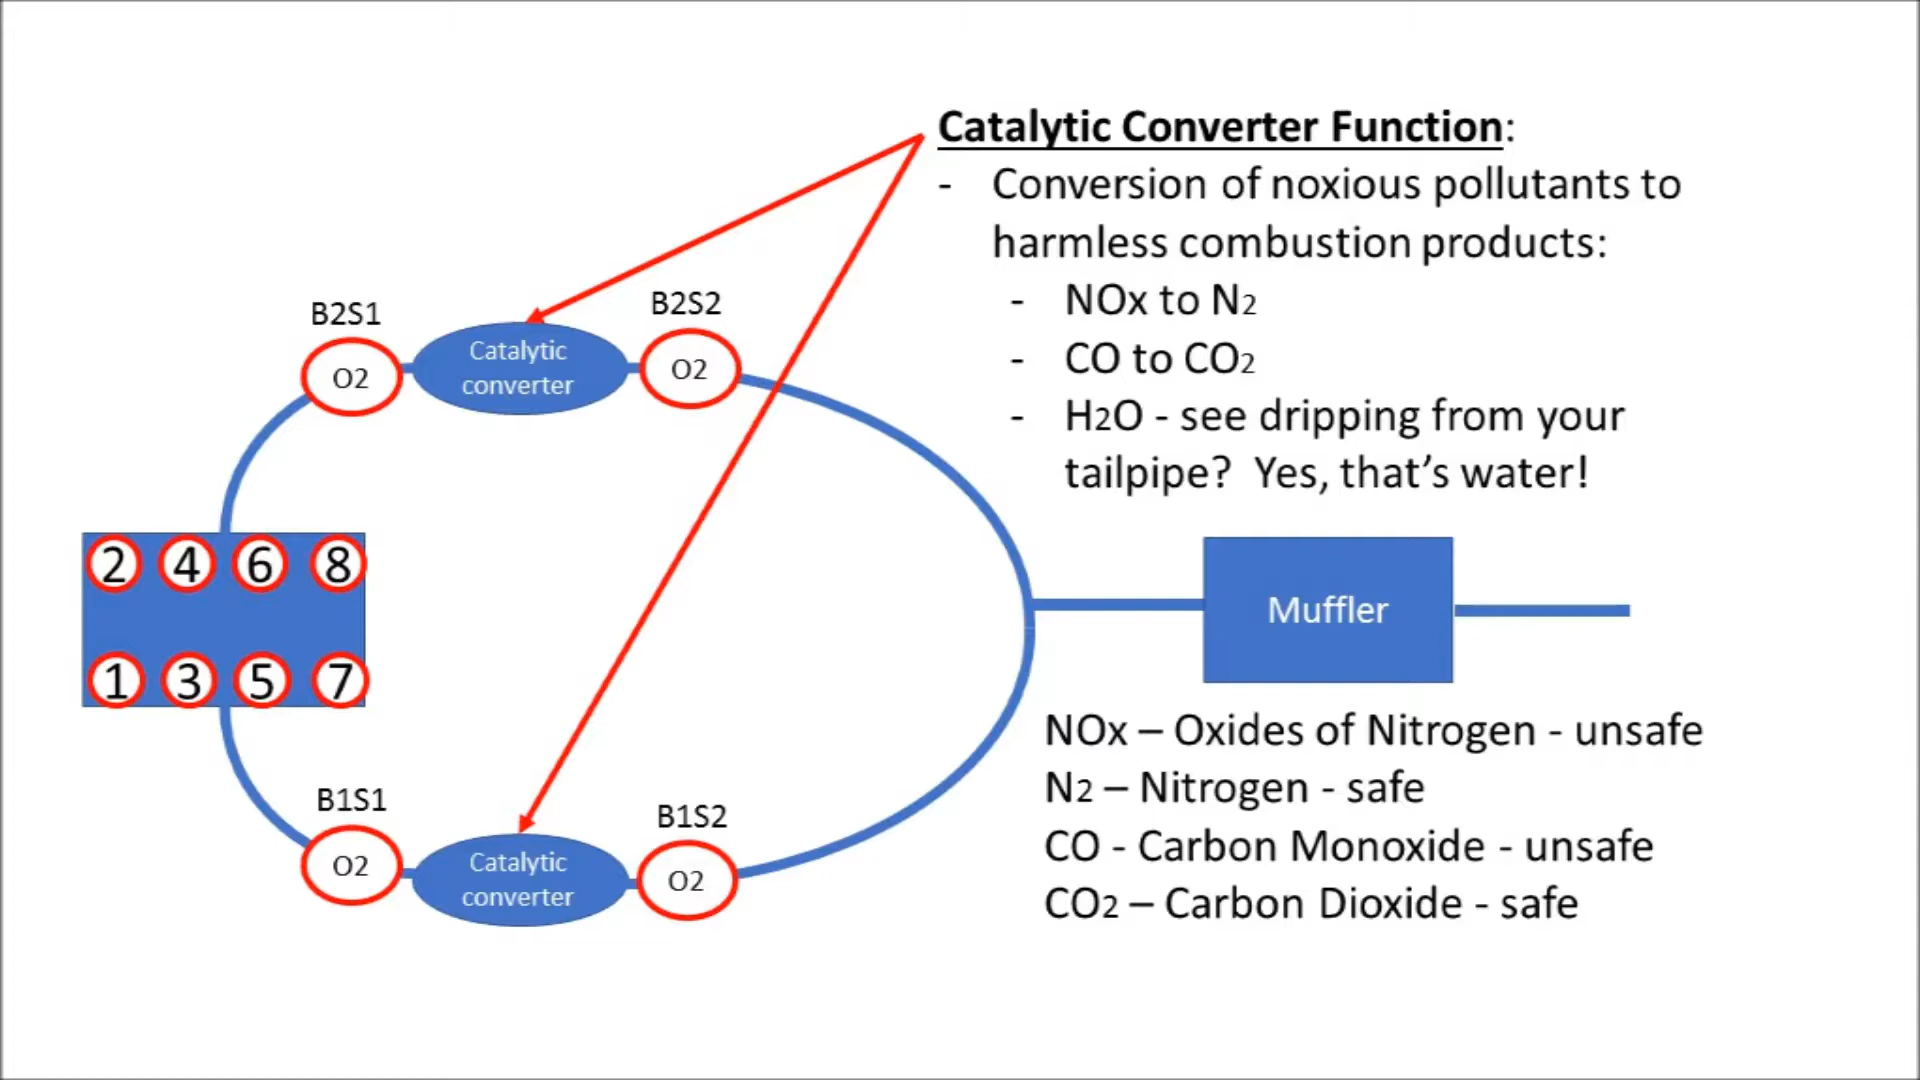 Catalytic Converter Function:
- Conversion of noxious pollutants to
harmless combustion products:
- NOx to N2
- CO to CO2
- H2O - see dripping from your
tailpipe? Yes, that's water!
B2S1
B2S2
O2
Catalytic
converter
O2
2 4 6 8
1 3 5 7
Muffler
B1S1
B1S2
O2
Catalytic
converter
O2
NOx – Oxides of Nitrogen - unsafe
N2 – Nitrogen - safe
CO - Carbon Monoxide - unsafe
CO2 – Carbon Dioxide - safe